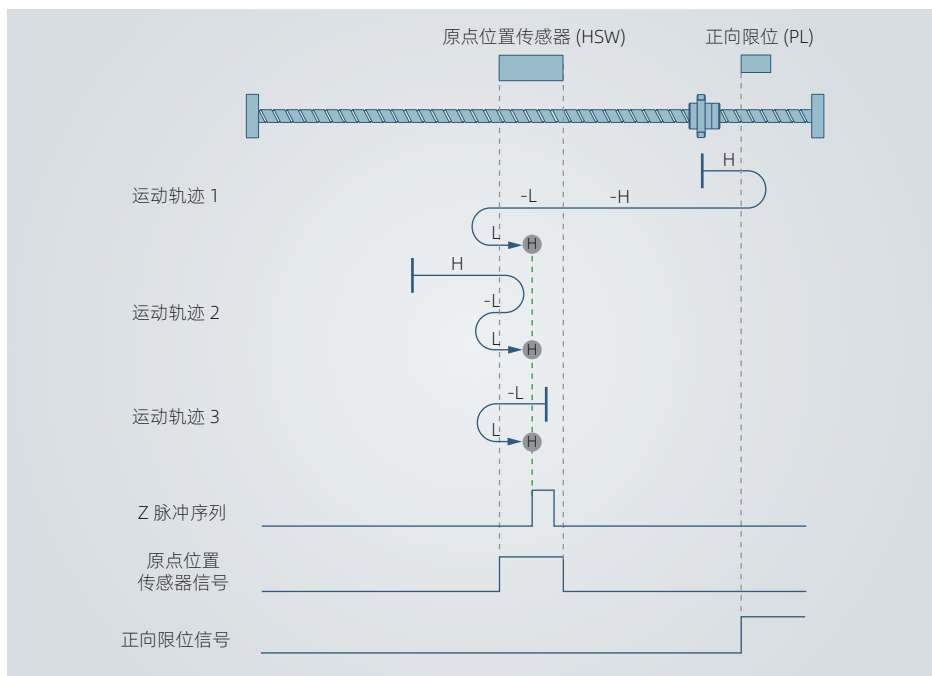 原点位置传感器 (HSW)
正向限位 (PL)
H
运动轨迹 1
-L
-H
L
H
H
运动轨迹 2
-L
L
H
运动轨迹 3
-L
L
H
Z 脉冲序列
原点位置
传感器信号
正向限位信号